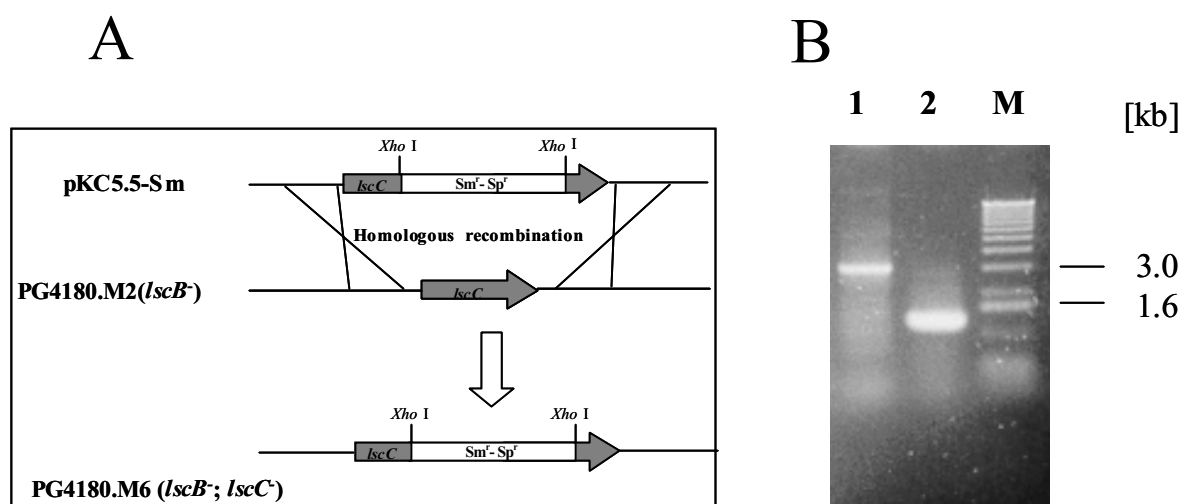 A
Xho I Xho I
pKC5.5-Sm
lscC Smr- Spr
Homologous recombination
PG4180.M2(lscB-)
lscC
Xho I Xho I
lscC Smr- Spr
PG4180.M6 (lscB-; lscC-)
B
1 2 M
[kb]
3.0
1.6